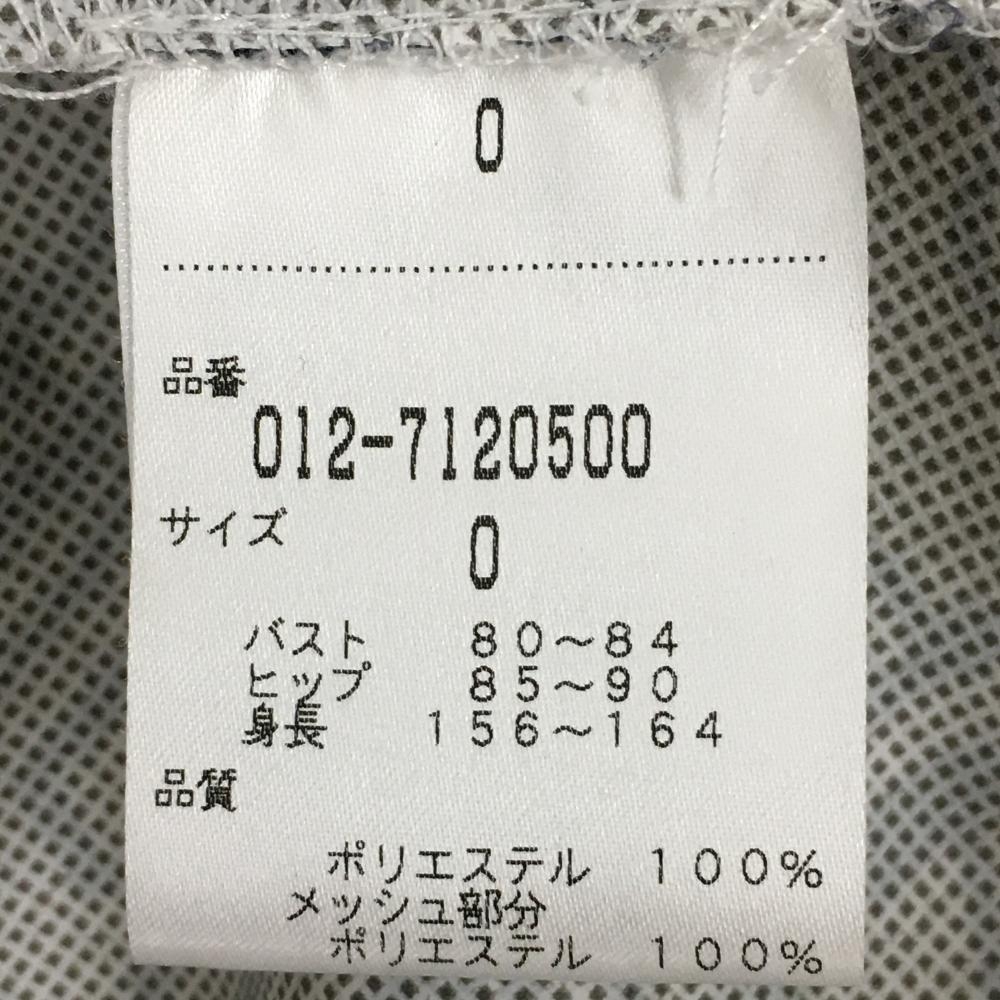 0
品番
012-7120500
サイズ 0
バスト 80〜84
ヒップ 85〜90
身長 156〜164
品質
ポリエステル 100%
メッシュ部分
ポリエステル 100%